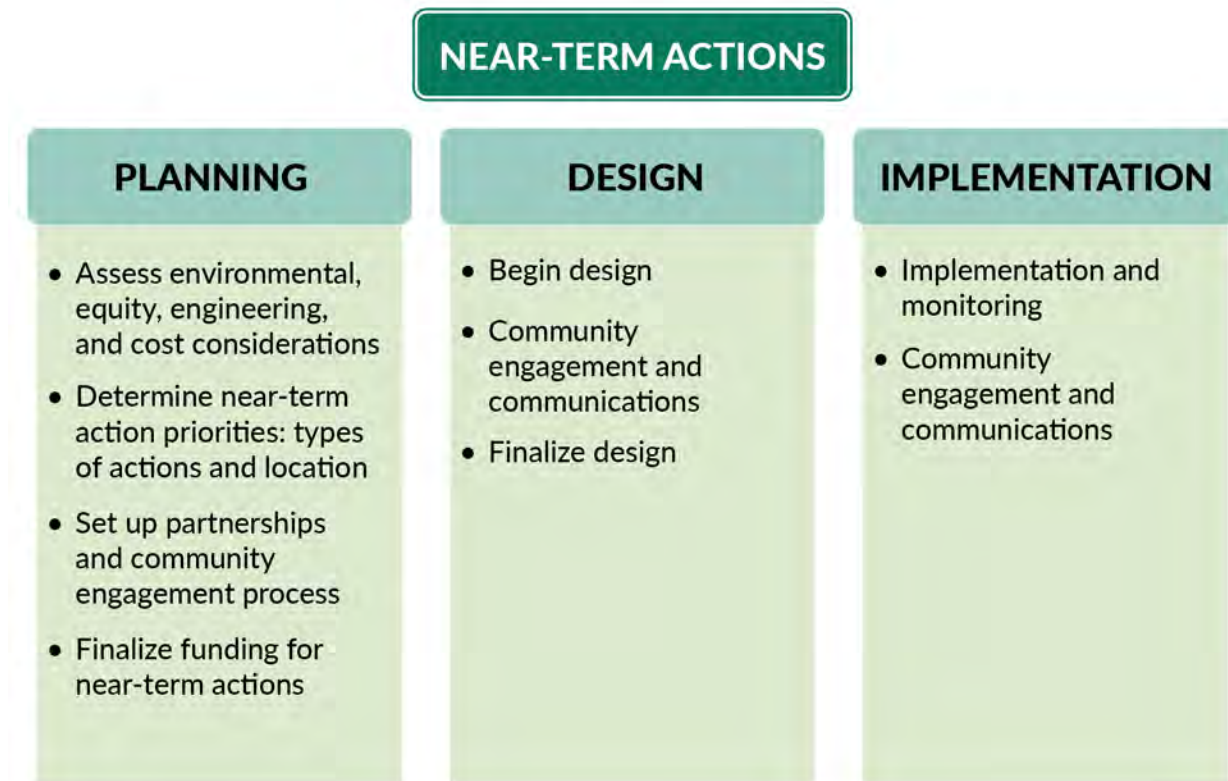 NEAR-TERM ACTIONS
PLANNING
• Assess environmental,
equity, engineering,
and cost considerations
• Determine near-term
action priorities: types
of actions and location
• Set up partnerships
and community
engagement process
• Finalize funding for
near-term actions
DESIGN
• Begin design
• Community
engagement and
communications
• Finalize design
IMPLEMENTATION
• Implementation and
monitoring
• Community
engagement and
communications